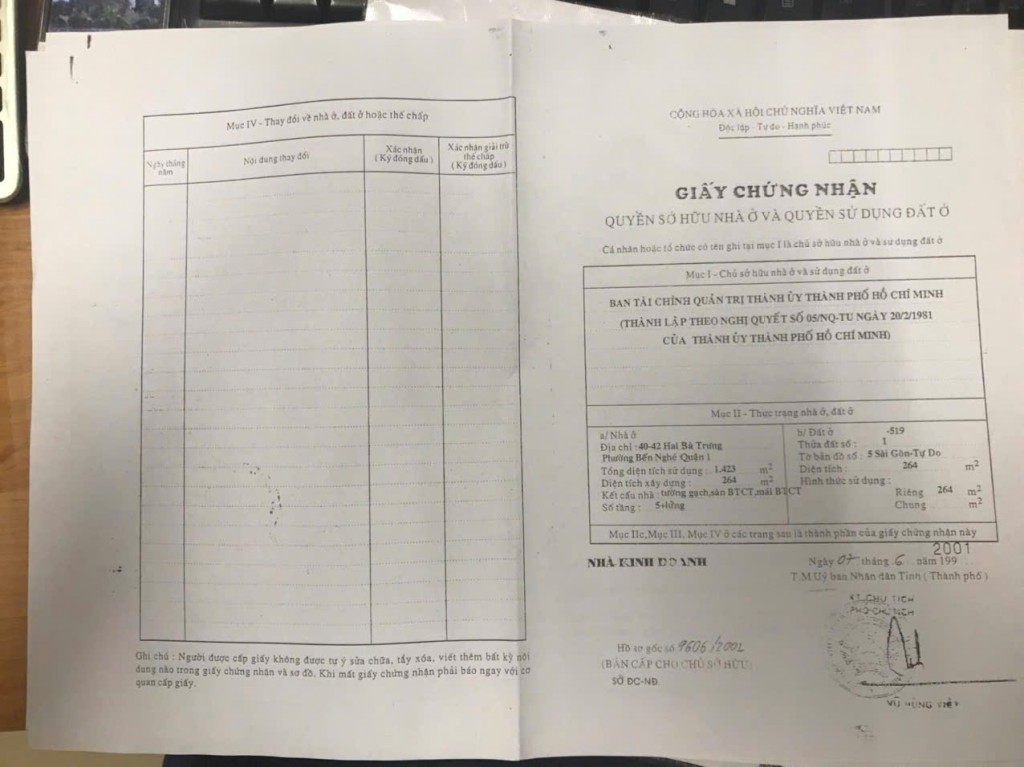 Mục IV - Thay đổi về nhà ở, đất ở hoặc thế chấp
Ngày tháng năm
Nội dung thay đổi
Xác nhận
( Ký đóng dấu )
Xác nhận giải trừ
thế chấp
( Ký đóng dấu )
Ghi chú : Người được cấp giấy không được tự ý sửa chữa, tẩy xóa, viết thêm bất kỳ nội
dung nào trong giấy chứng nhận và sơ đồ. Khi mất giấy chứng nhận phải báo ngay với cơ
quan cấp giấy.
CỘNG HÒA XÃ HỘI CHỦ NGHĨA VIỆT NAM
Độc lập - Tự do - Hạnh phúc
GIẤY CHỨNG NHẬN
QUYỀN SỞ HỮU NHÀ Ở VÀ QUYỀN SỬ DỤNG ĐẤT Ở
Cá nhân hoặc tổ chức có tên ghi tại mục I là chủ sở hữu nhà ở và sử dụng đất ở
Mục I - Chủ sở hữu nhà ở và sử dụng đất ở
BAN TÀI CHÍNH QUẢN TRỊ THÀNH ỦY THÀNH PHỐ HỒ CHÍ MINH
(THÀNH LẬP THEO NGHỊ QUYẾT SỐ 05/NQ-TU NGÀY 20/2/1981
CỦA THÀNH ỦY THÀNH PHỐ HỒ CHÍ MINH)
Mục II - Thực trạng nhà ở, đất ở
a/ Nhà ở
Địa chỉ : 40-42 Hai Bà Trưng
Phường Bến Nghé Quận 1
Tổng diện tích sử dụng : 1.423 m2
Diện tích xây dựng : 264 m2
Kết cấu nhà : tường gạch,sàn BTCT,mái BTCT
Số tầng : 5+lửng
b/ Đất ở -519
Thửa đất số : 1
Tờ bản đồ số : 5 Sài Gòn-Tự Do
Diện tích : 264 m2
Hình thức sử dụng :
Riêng 264 m2
Chung m2
Mục IIc, Mục III, Mục IV ở các trang sau là thành phần của giấy chứng nhận này
NHÀ KINH DOANH
2001
Ngày 07 tháng 6 năm 199
T.M Uỷ ban Nhân dân Tỉnh ( Thành phố )
KT CHỦ TỊCH
PHÓ CHỦ TỊCH
Hồ sơ gốc số 9606/2001
(BẢN CẤP CHO CHỦ SỞ HỮU)
SỞ ĐC-NĐ
VŨ HÙNG VIỆT